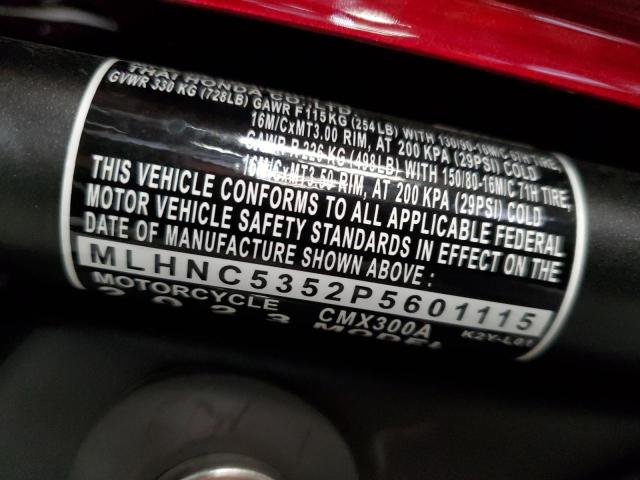 THAI HONDA CO.,LTD.
GVWR 330 KG (728LB) GAWR F 115KG (254LB) WITH 130/90-16M/C 67H TIRE,
16M/CxMT3.00 RIM, AT 200 KPA (29PSI) COLD
GAWR R 226 KG (498LB) WITH 150/80-16M/C 71H TIRE,
16M/CxMT3.50 RIM, AT 200 KPA (29PSI) COLD
THIS VEHICLE CONFORMS TO ALL APPLICABLE FEDERAL
MOTOR VEHICLE SAFETY STANDARDS IN EFFECT ON THE
DATE OF MANUFACTURE SHOWN ABOVE :
MLHNC5352P5601115
MOTORCYCLE CMX300A K2Y-L01
2023 MODEL